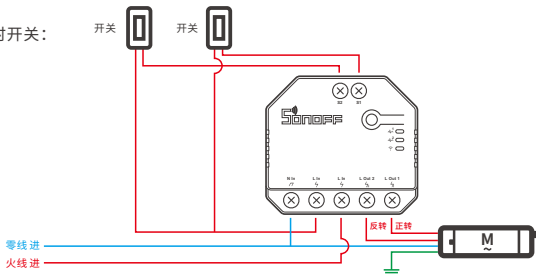 时开关：
开关 开关
S2 S1
SONOFF
N In L In L In L Out 2 L Out 1
反转 正转
零线进
火线进
M
~